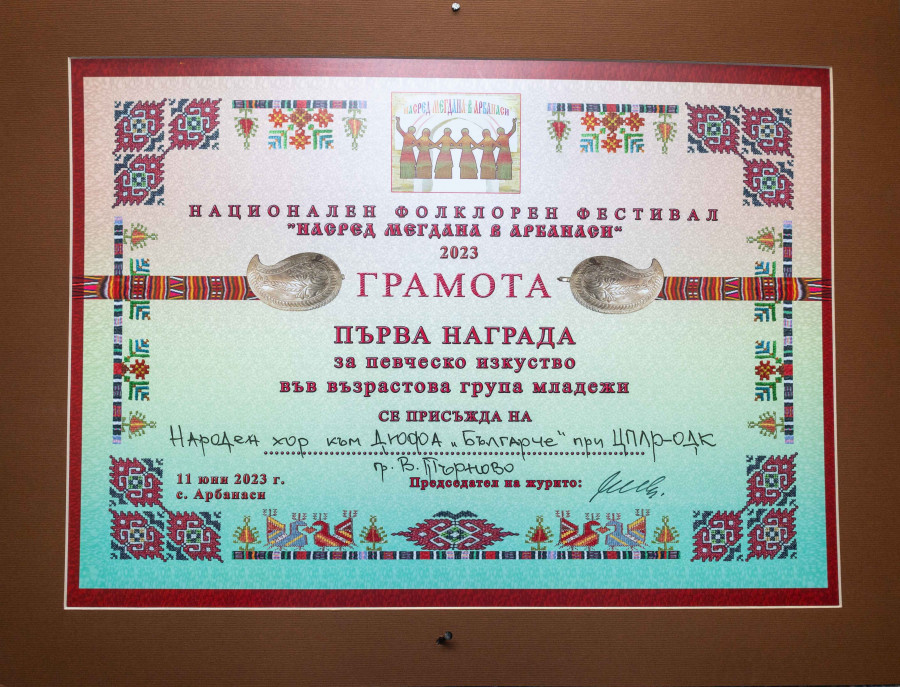 НАСРЕД МЕГДАНА В АРБАНАСИ
НАЦИОНАЛЕН ФОЛКЛОРЕН ФЕСТИВАЛ
"НАСРЕД МЕГДАНА В АРБАНАСИ“
2023
ГРАМОТА
ПЪРВА НАГРАДА
за певческо изкуство
във възрастова група младежи
СЕ ПРИСЪЖДА НА
Народен хор към ДЮФА „Българче" при ЦПЛР-ОДК
гр. В. Търново
11 юни 2023 г.
с. Арбанаси
Председател на журито: